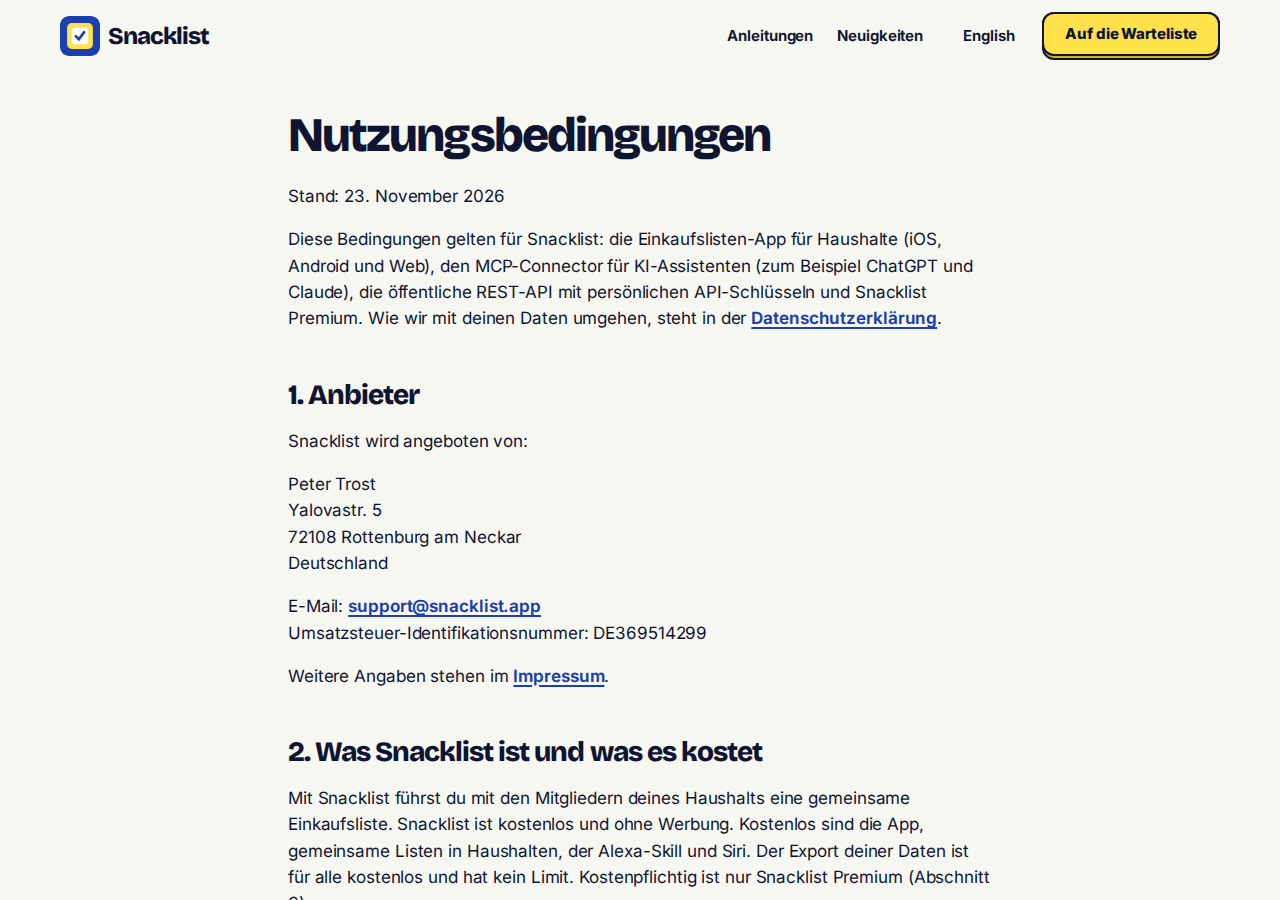 Snacklist
Anleitungen
Neuigkeiten
English
Auf die Warteliste
Nutzungsbedingungen
Stand: 23. November 2026
Diese Bedingungen gelten für Snacklist: die Einkaufslisten-App für Haushalte (iOS,
Android und Web), den MCP-Connector für KI-Assistenten (zum Beispiel ChatGPT und
Claude), die öffentliche REST-API mit persönlichen API-Schlüsseln und Snacklist
Premium. Wie wir mit deinen Daten umgehen, steht in der Datenschutzerklärung.
1. Anbieter
Snacklist wird angeboten von:
Peter Trost
Yalovastr. 5
72108 Rottenburg am Neckar
Deutschland
E-Mail: support@snacklist.app
Umsatzsteuer-Identifikationsnummer: DE369514299
Weitere Angaben stehen im Impressum.
2. Was Snacklist ist und was es kostet
Mit Snacklist führst du mit den Mitgliedern deines Haushalts eine gemeinsame
Einkaufsliste. Snacklist ist kostenlos und ohne Werbung. Kostenlos sind die App,
gemeinsame Listen in Haushalten, der Alexa-Skill und Siri. Der Export deiner Daten ist
für alle kostenlos und hat kein Limit. Kostenpflichtig ist nur Snacklist Premium (Abschnitt